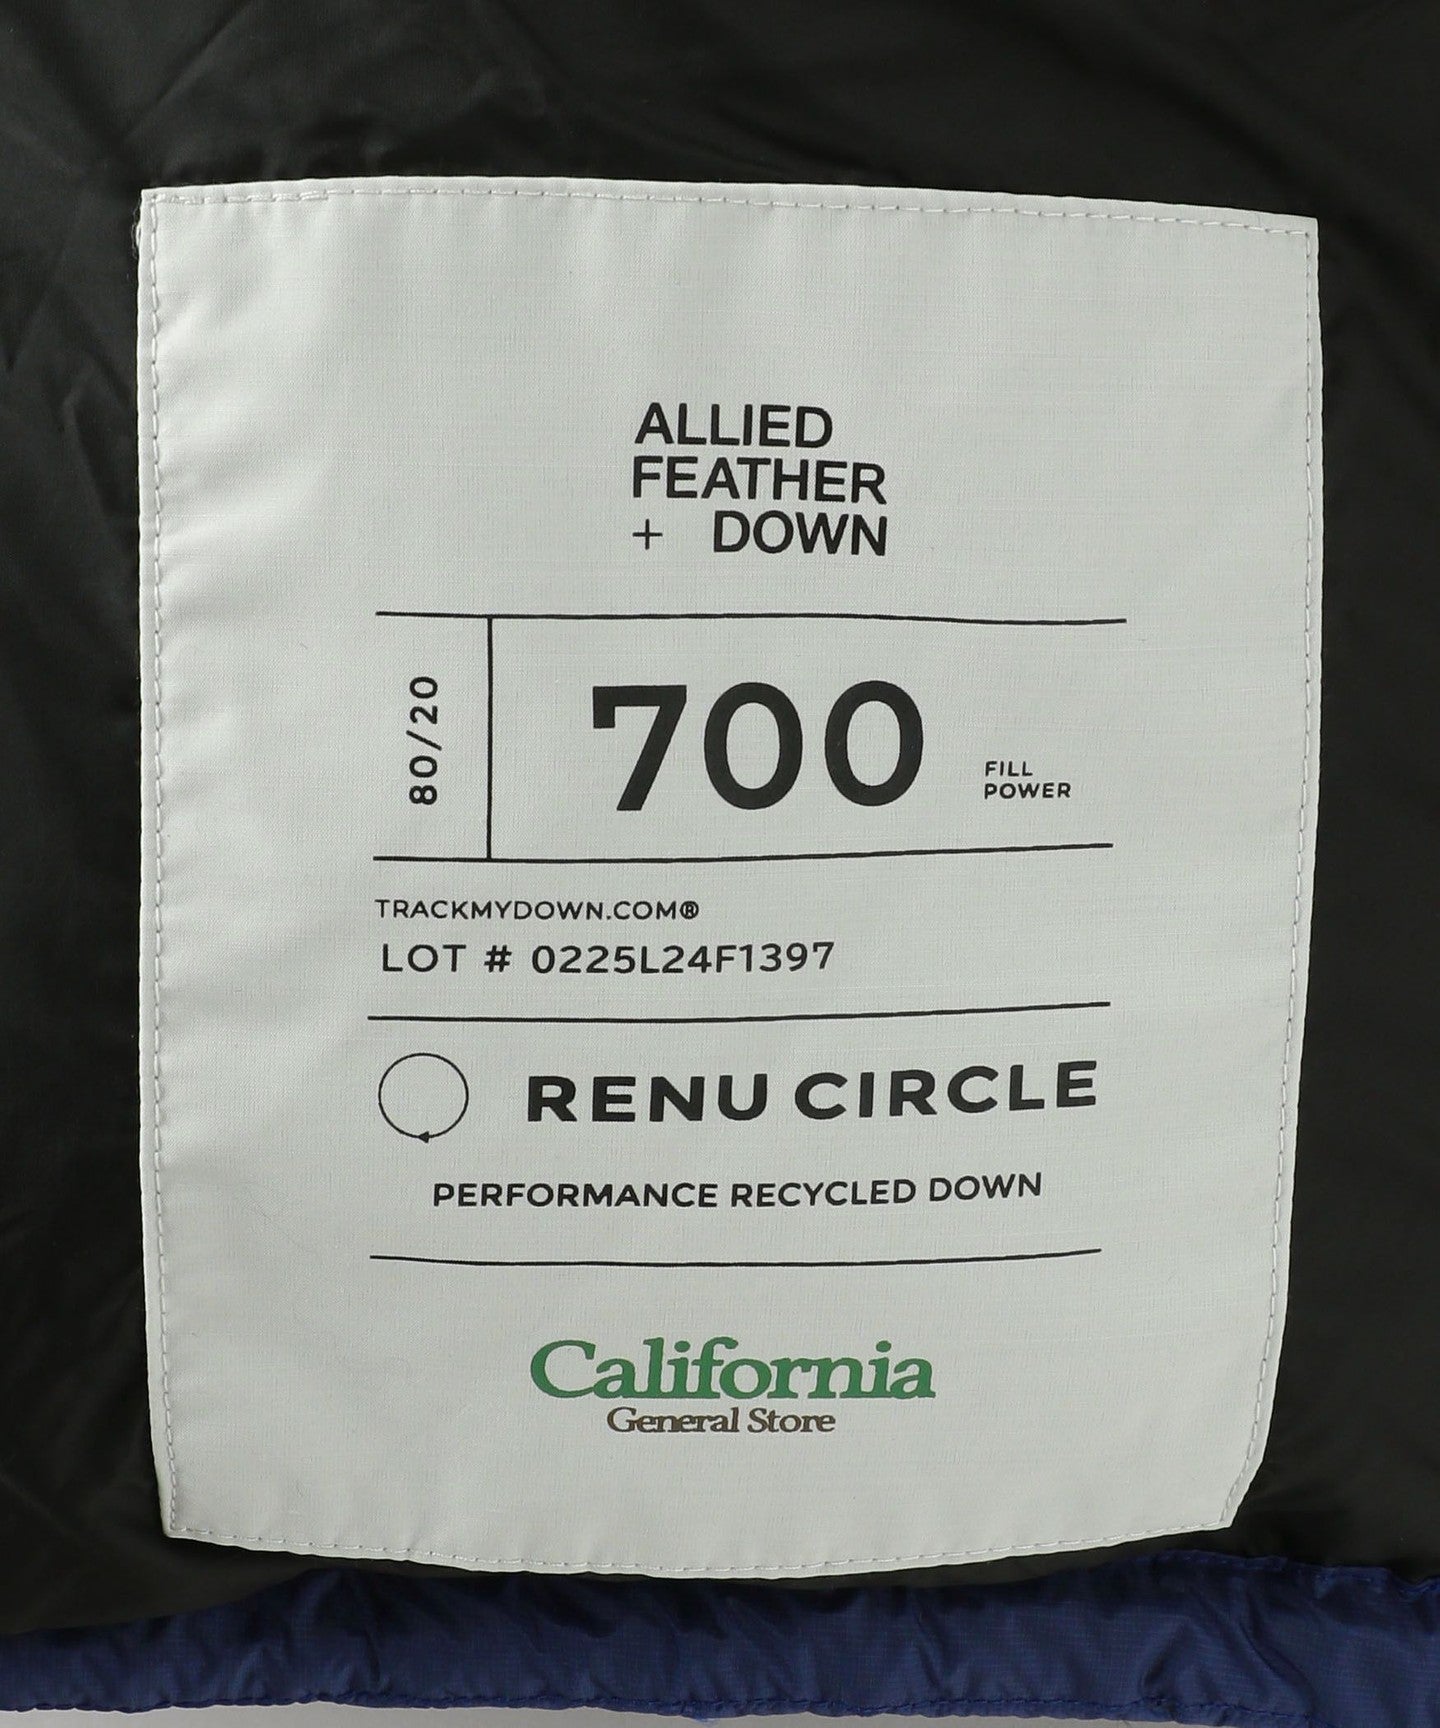 ALLIED
FEATHER
+ DOWN
80/20
700
FILL
POWER
TRACKMYDOWN.COM®
LOT # 0225L24F1397
RENU CIRCLE
PERFORMANCE RECYCLED DOWN
California
General Store